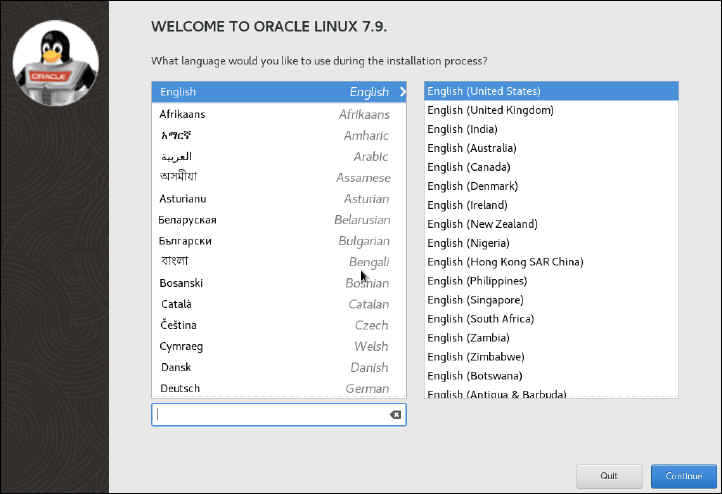 ORACLE
WELCOME TO ORACLE LINUX 7.9.
What language would you like to use during the installation process?
English English
Afrikaans Afrikaans
አማርኛ Amharic
العربية Arabic
অসমীয়া Assamese
Asturianu Asturian
Беларуская Belarusian
Български Bulgarian
বাংলা Bengali
Bosanski Bosnian
Català Catalan
Čeština Czech
Cymraeg Welsh
Dansk Danish
Deutsch German
English (United States)
English (United Kingdom)
English (India)
English (Australia)
English (Canada)
English (Denmark)
English (Ireland)
English (New Zealand)
English (Nigeria)
English (Hong Kong SAR China)
English (Philippines)
English (Singapore)
English (South Africa)
English (Zambia)
English (Zimbabwe)
English (Botswana)
English (Antigua & Barbuda)
Quit
Continue